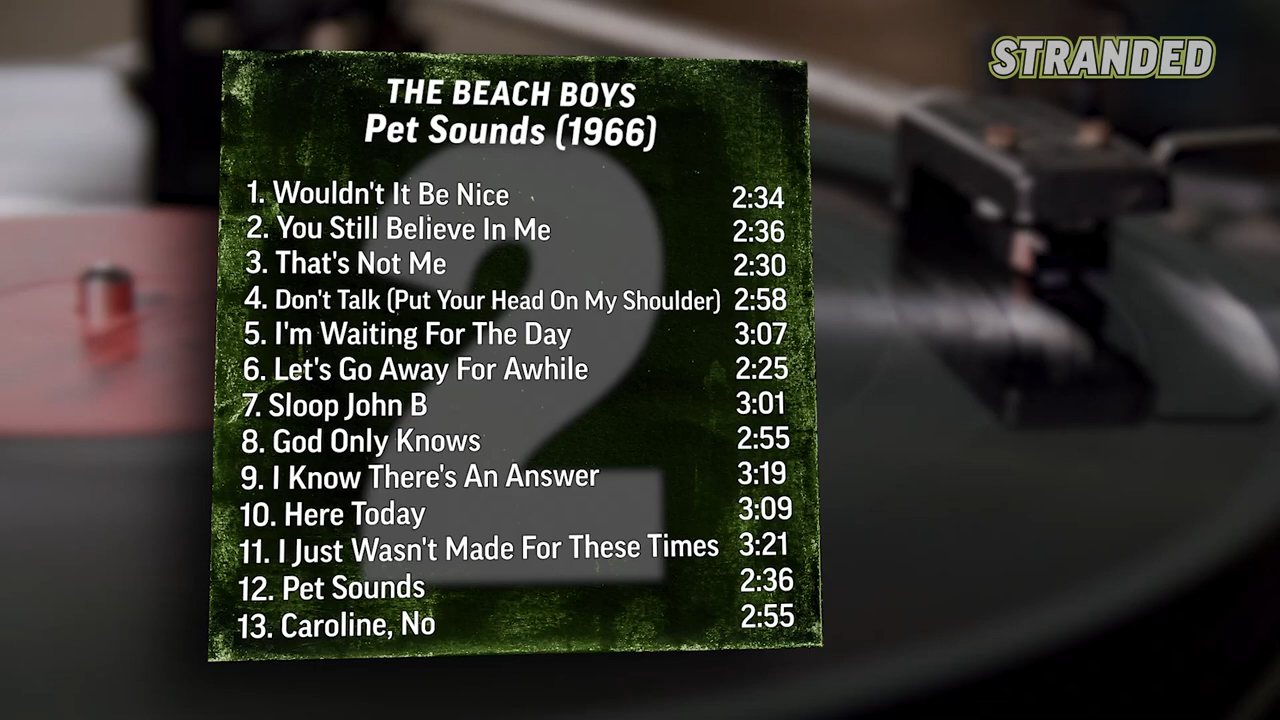 STRANDED
THE BEACH BOYS
Pet Sounds (1966)
2
1. Wouldn't It Be Nice 2:34
2. You Still Believe In Me 2:36
3. That's Not Me 2:30
4. Don't Talk (Put Your Head On My Shoulder) 2:58
5. I'm Waiting For The Day 3:07
6. Let's Go Away For Awhile 2:25
7. Sloop John B 3:01
8. God Only Knows 2:55
9. I Know There's An Answer 3:19
10. Here Today 3:09
11. I Just Wasn't Made For These Times 3:21
12. Pet Sounds 2:36
13. Caroline, No 2:55